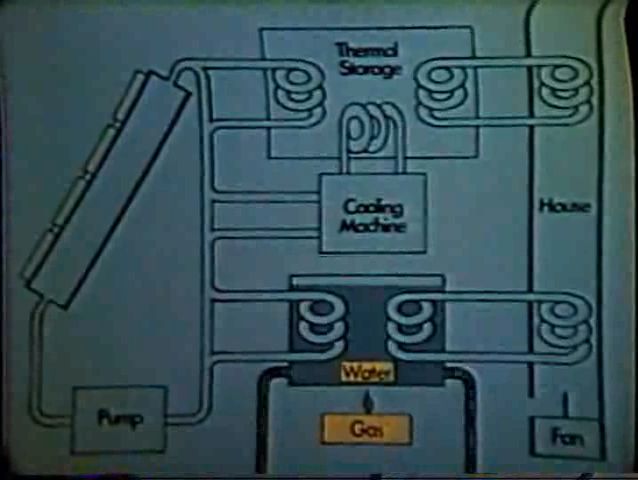 Thermal
Storage
Cooling
Machine
House
Water
Gas
Pump
Fan